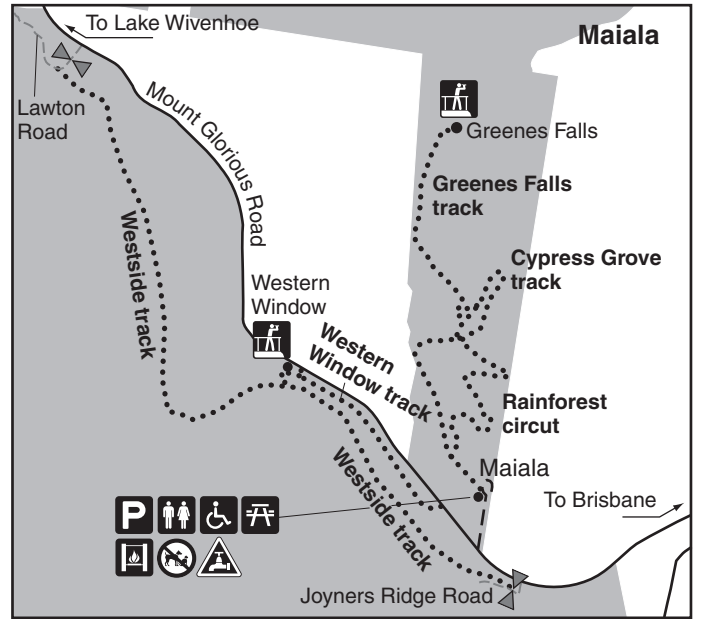 To Lake Wivenhoe
Maiala
Lawton
Road
Mount Glorious Road
Greenes Falls
Greenes Falls
track
Westside track
Cypress Grove
track
Western
Window
Western
Window track
Rainforest
circut
Maiala
Westside track
To Brisbane
P
Joyners Ridge Road